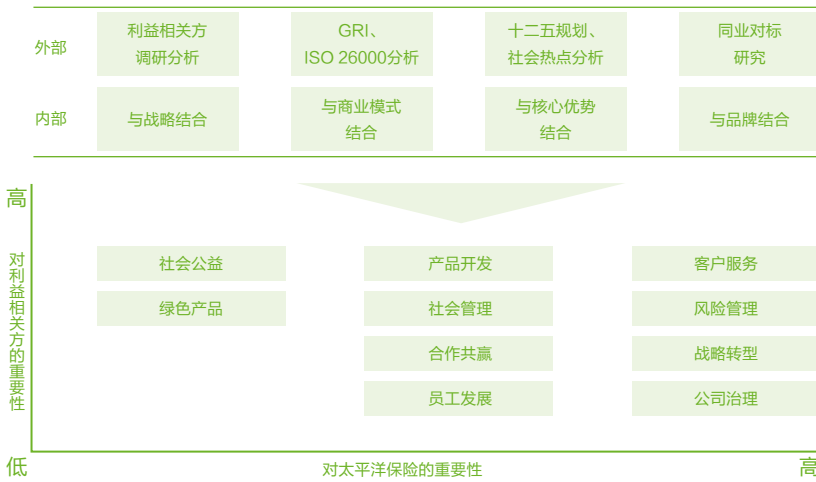 外部
利益相关方
调研分析
GRI、
ISO 26000分析
十二五规划、
社会热点分析
同业对标
研究
内部
与战略结合
与商业模式
结合
与核心优势
结合
与品牌结合
高
对利益相关方的重要性
社会公益
产品开发
客户服务
绿色产品
社会管理
风险管理
合作共赢
战略转型
员工发展
公司治理
低
对太平洋保险的重要性
高